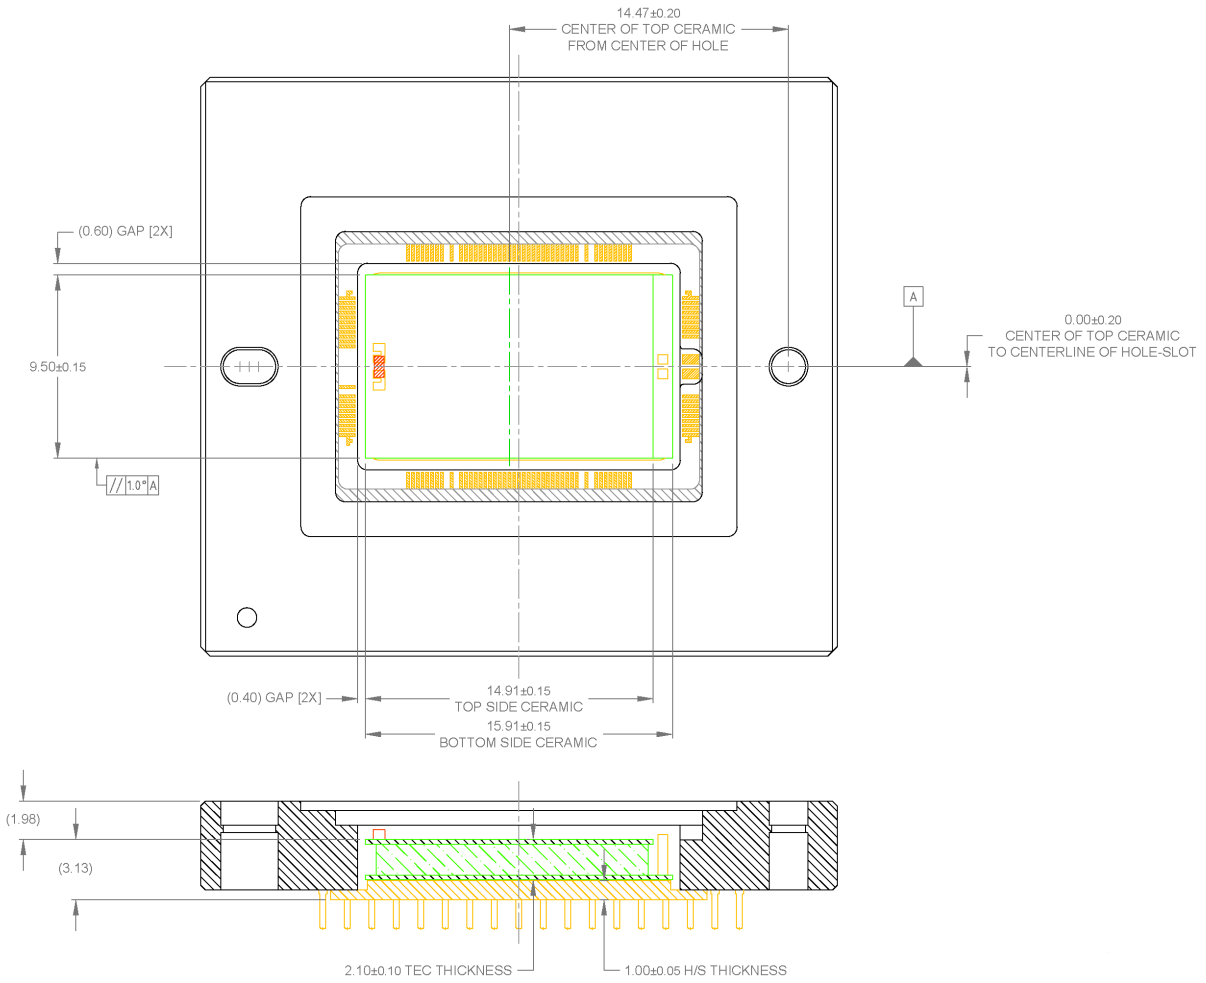 14.47±0.20
CENTER OF TOP CERAMIC
FROM CENTER OF HOLE
(0.60) GAP [2X]
A
0.00±0.20
CENTER OF TOP CERAMIC
TO CENTERLINE OF HOLE-SLOT
9.50±0.15
// 1.0° A
(0.40) GAP [2X]
14.91±0.15
TOP SIDE CERAMIC
15.91±0.15
BOTTOM SIDE CERAMIC
(1.98)
(3.13)
2.10±0.10 TEC THICKNESS
1.00±0.05 H/S THICKNESS